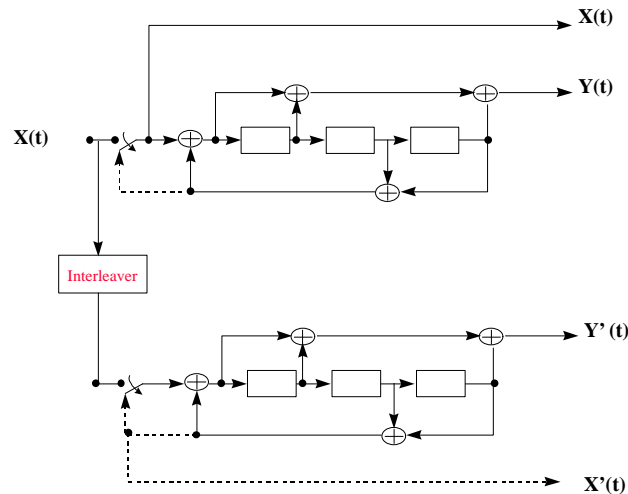 X(t)
Y(t)
X(t)
Interleaver
Y' (t)
X'(t)